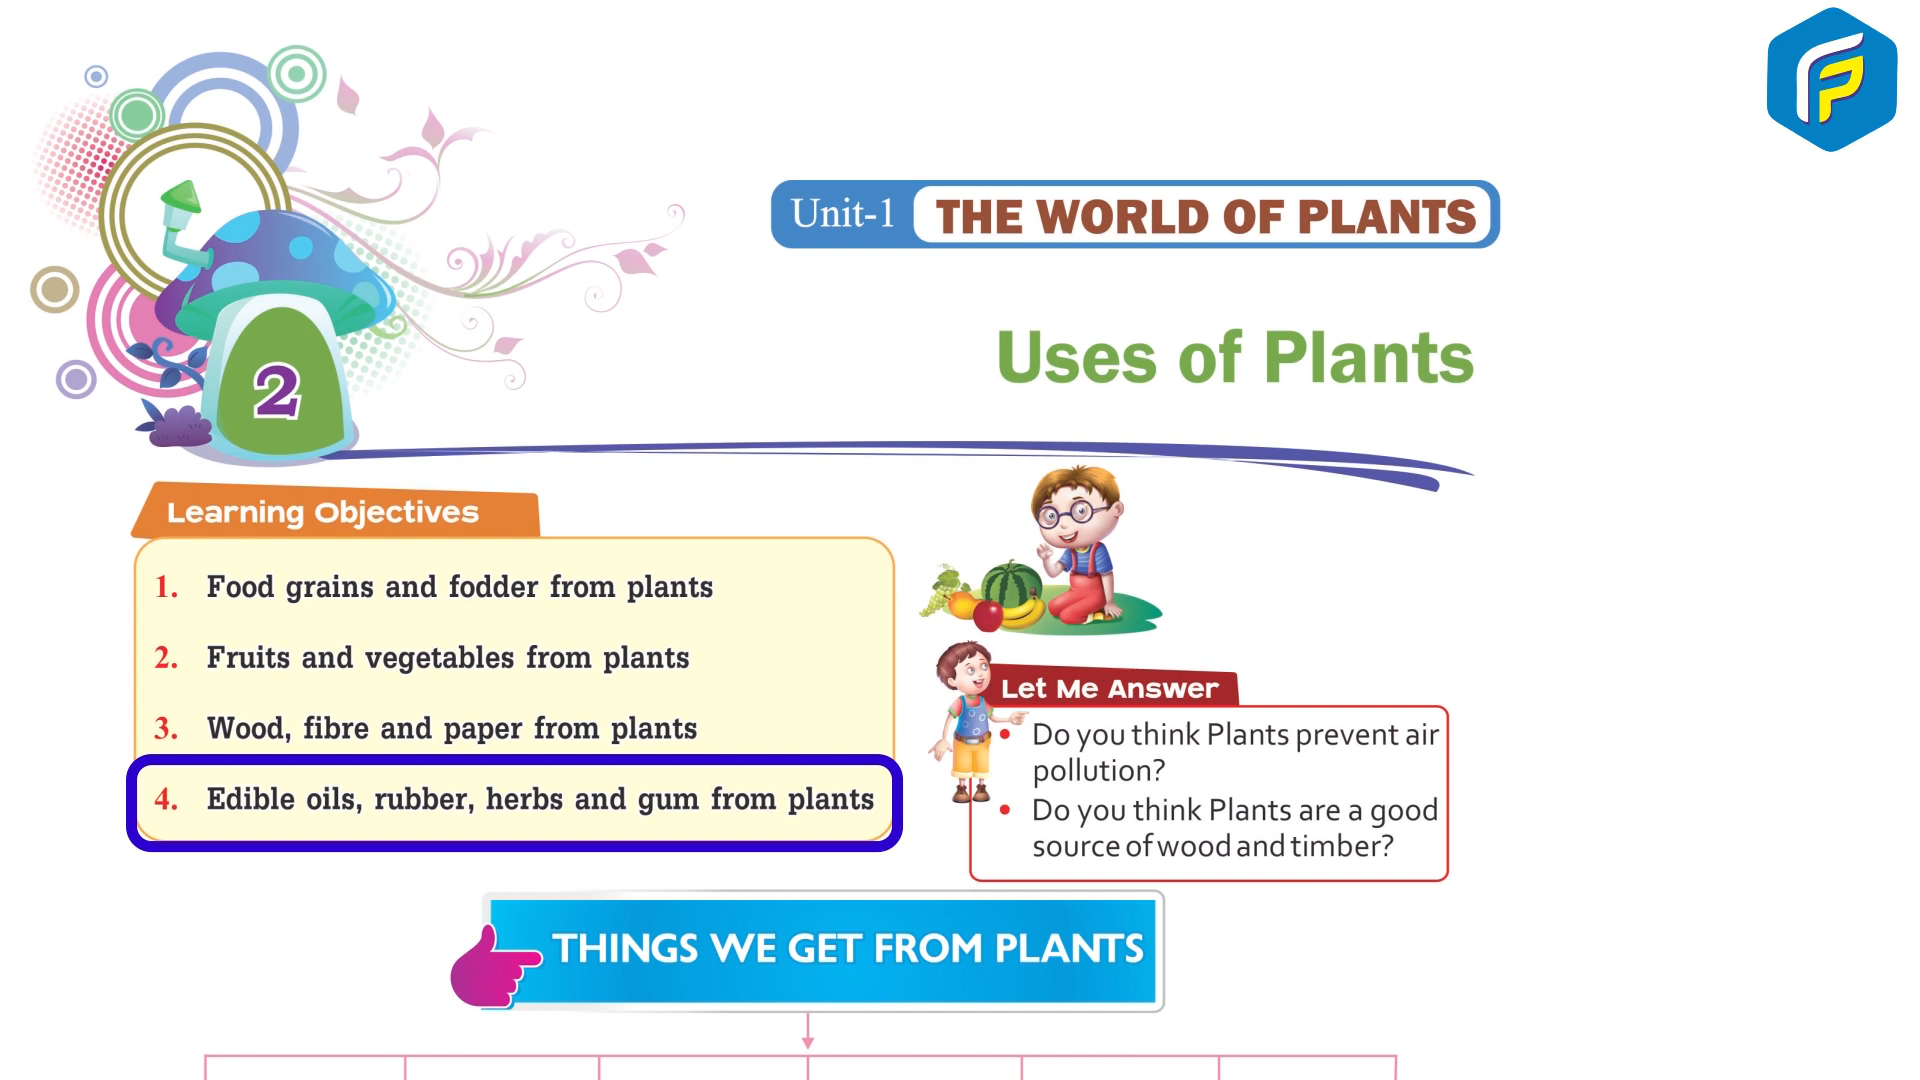 Unit-1 THE WORLD OF PLANTS
Uses of Plants
2
Learning Objectives
1. Food grains and fodder from plants
2. Fruits and vegetables from plants
3. Wood, fibre and paper from plants
4. Edible oils, rubber, herbs and gum from plants
Let Me Answer
• Do you think Plants prevent air
pollution?
• Do you think Plants are a good
source of wood and timber?
THINGS WE GET FROM PLANTS